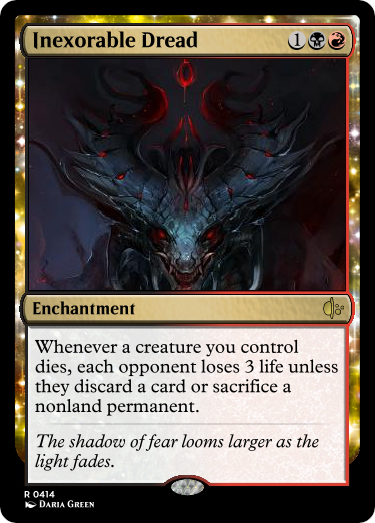 Inexorable Dread 1
Enchantment
Whenever a creature you control
dies, each opponent loses 3 life unless
they discard a card or sacrifice a
nonland permanent.
The shadow of fear looms larger as the
light fades.
R 0414
Daria Green